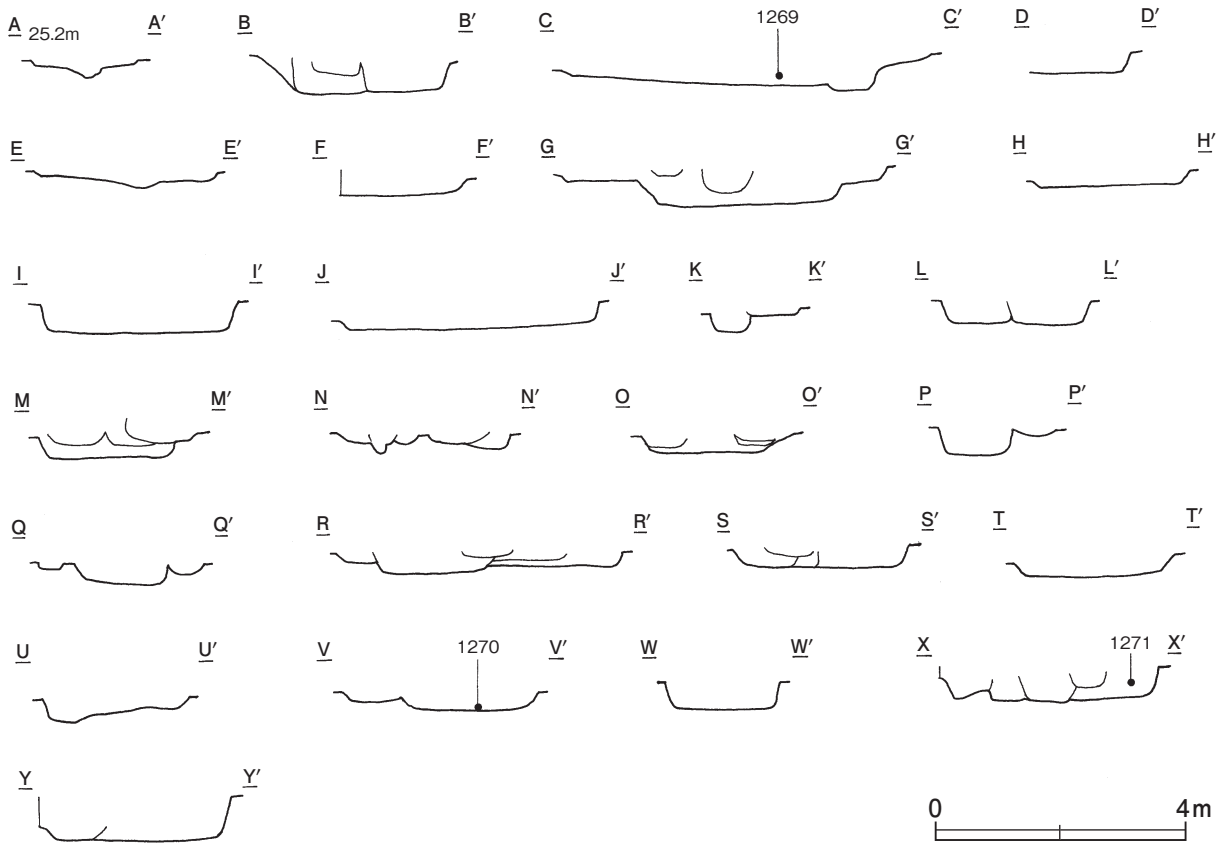 A 25.2m A′ B B′ C 1269 C′ D D′
E E′ F F′ G G′ H H′
I I′ J J′ K K′ L L′
M M′ N N′ O O′ P P′
Q Q′ R R′ S S′ T T′
U U′ V 1270 V′ W W′ X 1271 X′
Y Y′
0 4m